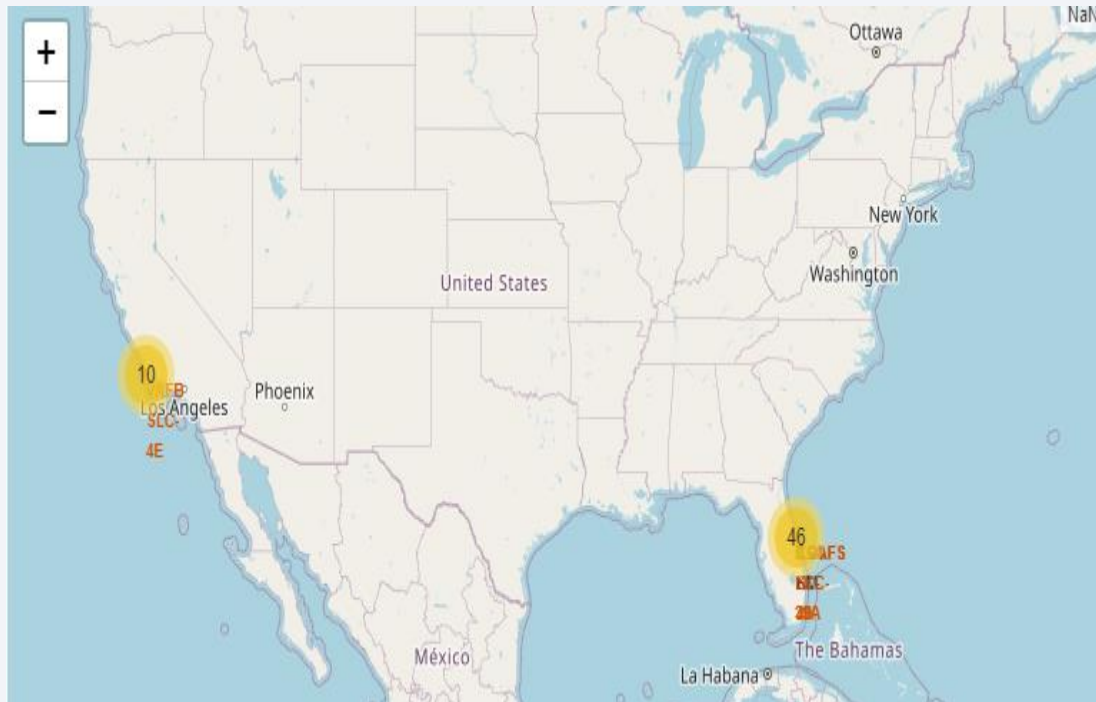 +
−
NaN
Ottawa
New York
Washington
United States
10
Phoenix
Los Angeles
SLC-
4E
46
The Bahamas
México
La Habana